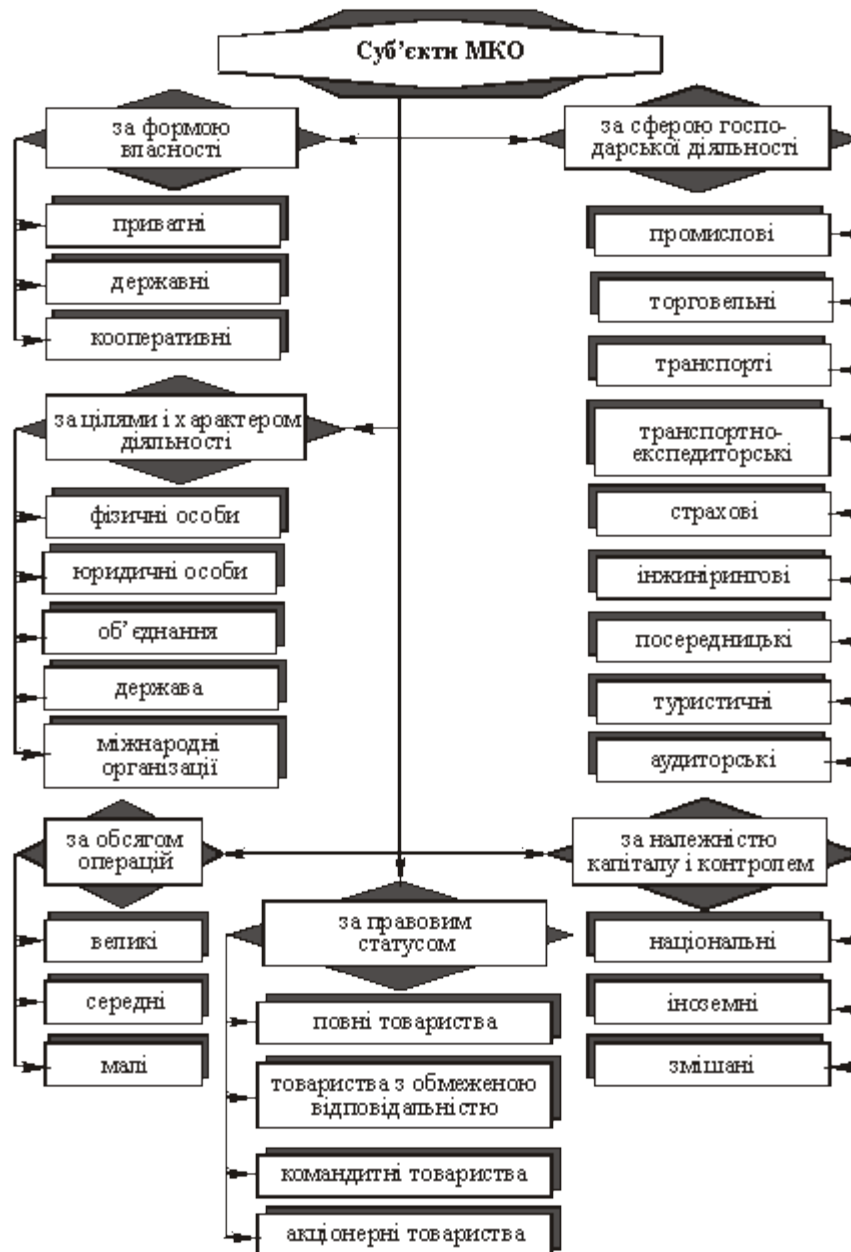 Суб’єкти МКО
за формою
власності
приватні
державні
кооперативні
за сферою госпо-
дарської діяльності
промислові
торговельні
транспорті
транспортно-
експедиторські
страхові
інжинірингові
посередницькі
туристичні
аудиторські
за цілями і характером
діяльності
фізичні особи
юридичні особи
об’єднання
держава
міжнародні
організації
за обсягом
операцій
великі
середні
малі
за правовим
статусом
повні товариства
товариства з обмеженою
відповідальністю
командитні товариства
акціонерні товариства
за належністю
капіталу і контролем
національні
іноземні
змішані